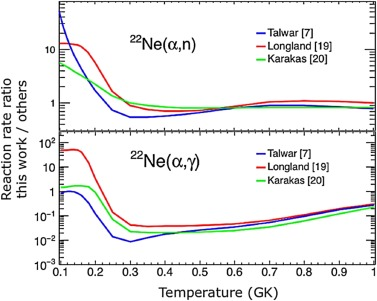 ²²Ne(α,n)
Talwar [7]
Longland [19]
Karakas [20]
10
1
²²Ne(α,γ)
Talwar [7]
Longland [19]
Karakas [20]
10²
10
1
10⁻¹
10⁻²
10⁻³
0.1 0.2 0.3 0.4 0.5 0.6 0.7 0.8 0.9 1
Temperature (GK)
Reaction rate ratio
this work / others